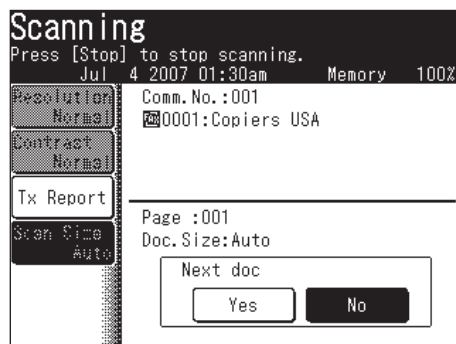 Scanning
Press [Stop] to stop scanning.
Jul 4 2007 01:30am Memory 100%
Resolution
Normal
Contrast
Normal
Tx Report
Scan Size
Auto
Comm.No.:001
0001:Copiers USA
Page :001
Doc.Size:Auto
Next doc
Yes No